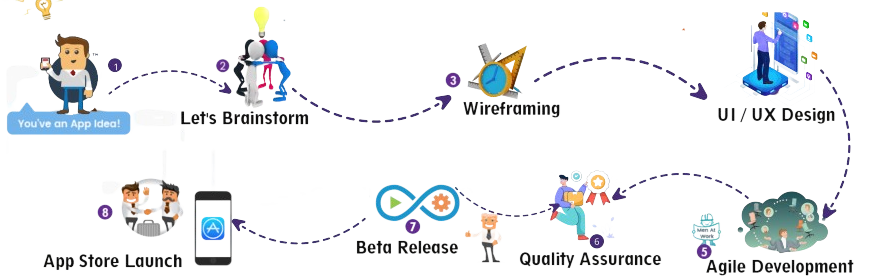 1
You've an App Idea!
2
Let's Brainstorm
3
Wireframing
UI / UX Design
Men At
Work
5
Agile Development
6
Quality Assurance
7
Beta Release
8
App Store Launch